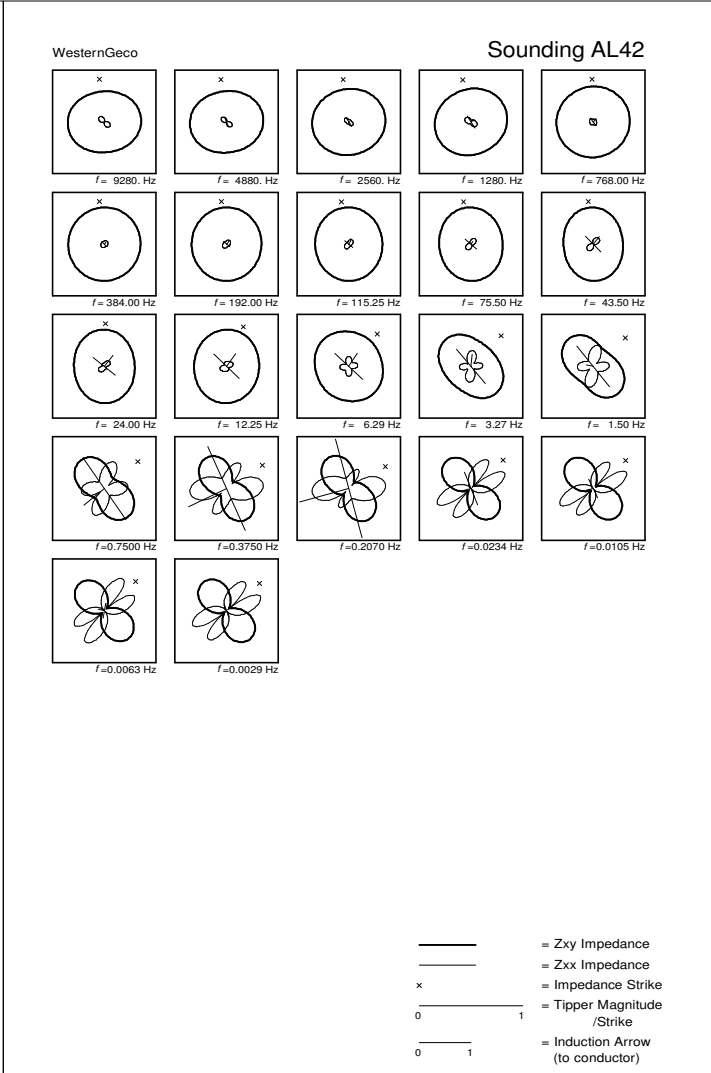 WesternGeco Sounding AL42
f= 9280. Hz f= 4880. Hz f= 2560. Hz f= 1280. Hz f= 768.00 Hz
f= 384.00 Hz f= 192.00 Hz f= 115.25 Hz f= 75.50 Hz f= 43.50 Hz
f= 24.00 Hz f= 12.25 Hz f= 6.29 Hz f= 3.27 Hz f= 1.50 Hz
f=0.7500 Hz f=0.3750 Hz f=0.2070 Hz f=0.0234 Hz f=0.0105 Hz
f=0.0063 Hz f=0.0029 Hz
= Zxy Impedance
= Zxx Impedance
× = Impedance Strike
= Tipper Magnitude
0 1 /Strike
= Induction Arrow
0 1 (to conductor)